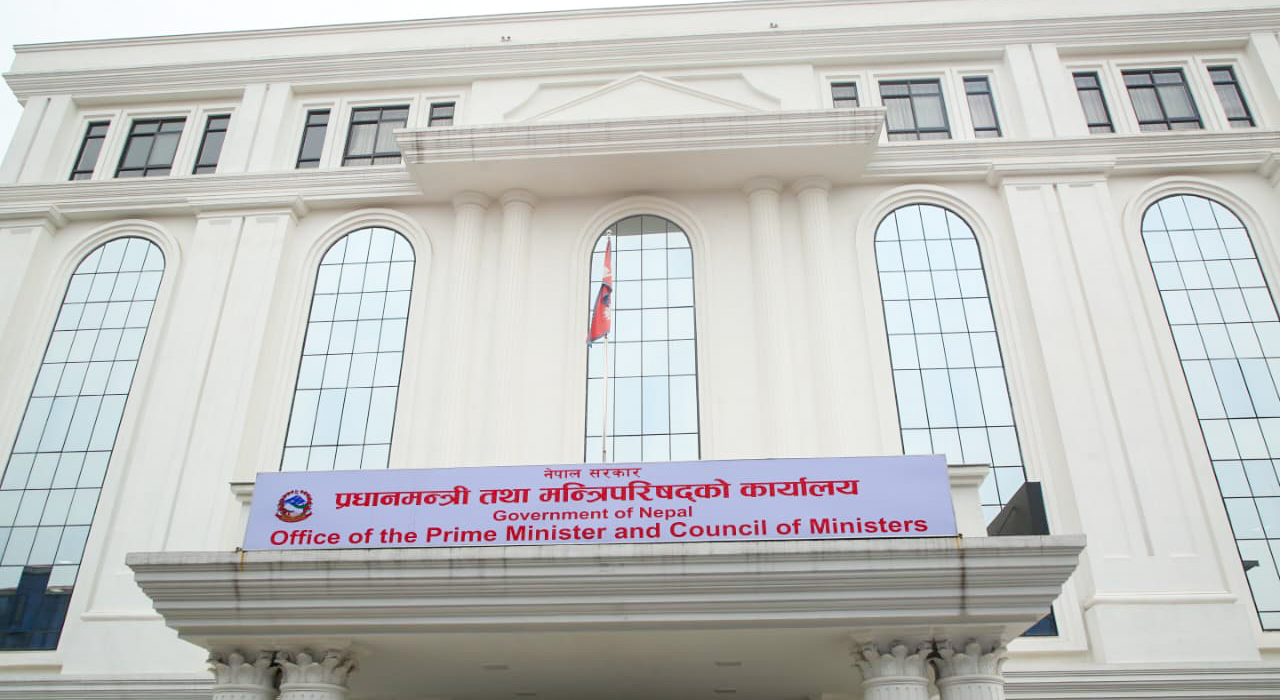 नेपाल सरकार
प्रधानमन्त्री तथा मन्त्रिपरिषद्को कार्यालय
Government of Nepal
Office of the Prime Minister and Council of Ministers